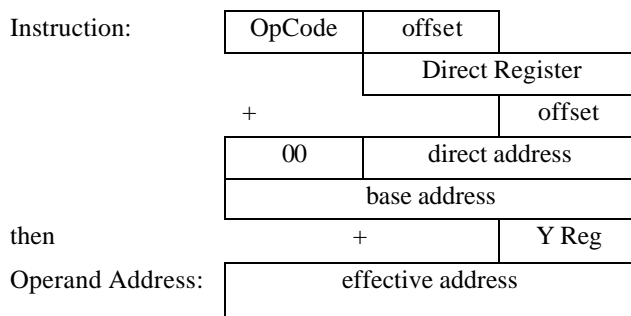 Instruction: OpCode offset
Direct Register
+ offset
00 direct address
base address
then + Y Reg
Operand Address: effective address